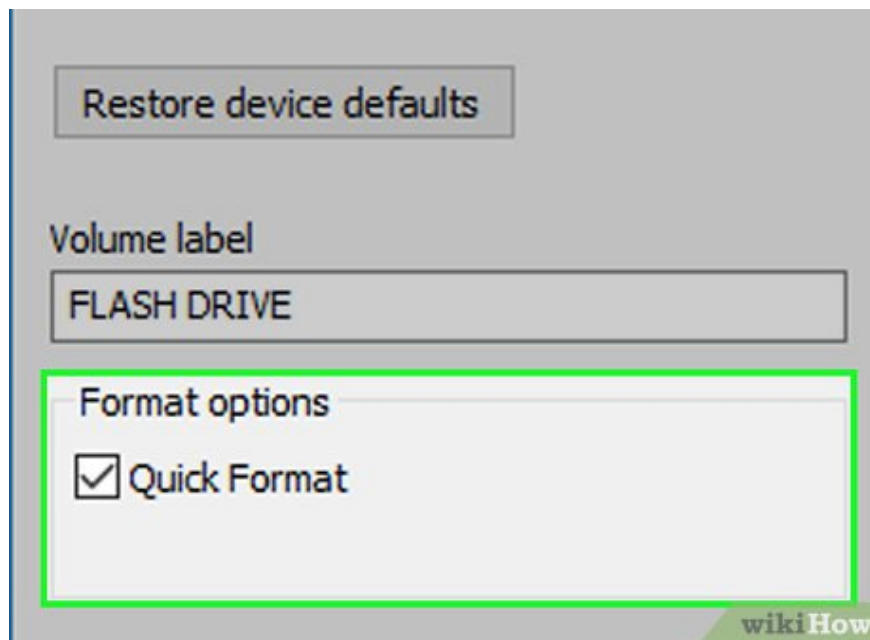 Restore device defaults
Volume label
FLASH DRIVE
Format options
Quick Format
wikiHow